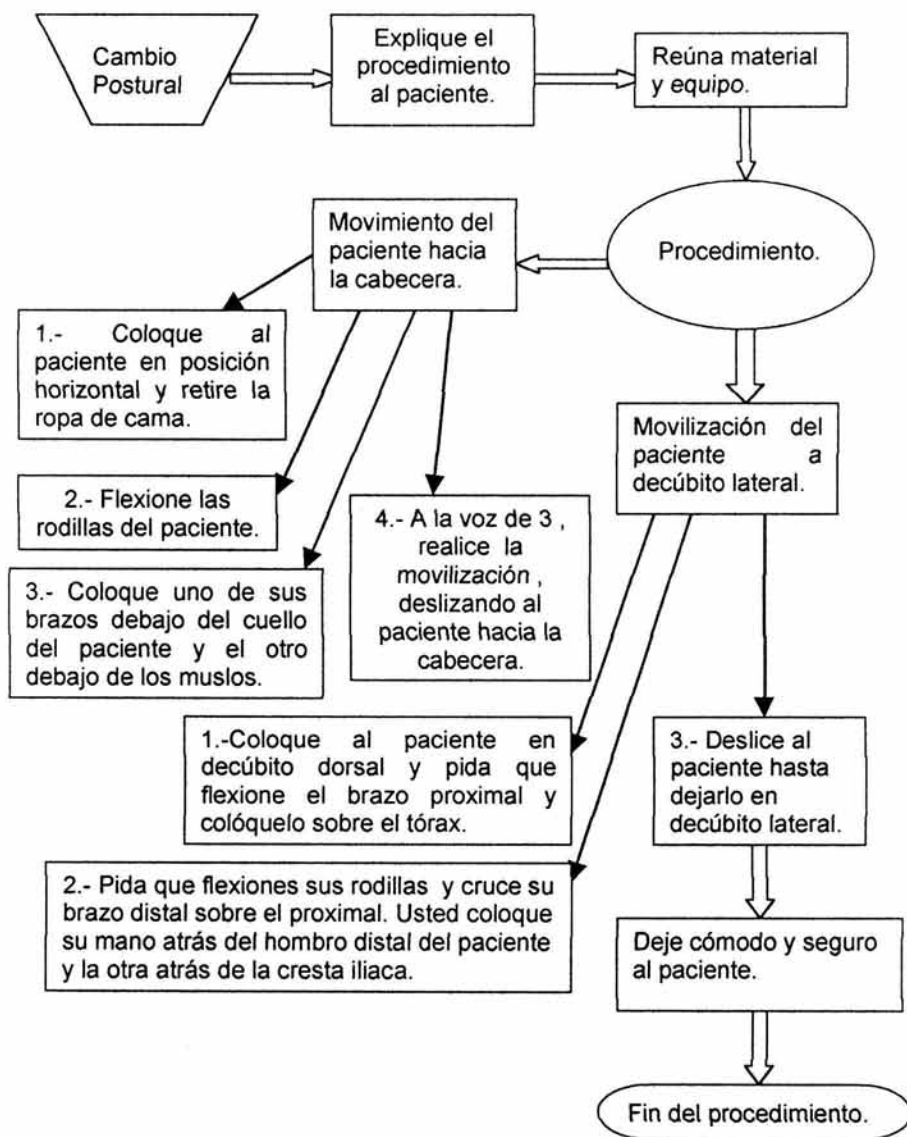 Cambio
Postural
Explique el
procedimiento
al paciente.
Reúna material
y equipo.
Procedimiento.
Movimiento del
paciente hacia
la cabecera.
1.- Coloque al
paciente en posición
horizontal y retire la
ropa de cama.
2.- Flexione las
rodillas del paciente.
3.- Coloque uno de sus
brazos debajo del cuello
del paciente y el otro
debajo de los muslos.
4.- A la voz de 3 ,
realice la
movilización ,
deslizando al
paciente hacia la
cabecera.
Movilización del
paciente a
decúbito lateral.
1.-Coloque al paciente en
decúbito dorsal y pida que
flexione el brazo proximal y
colóquelo sobre el tórax.
2.- Pida que flexiones sus rodillas y cruce su
brazo distal sobre el proximal. Usted coloque
su mano atrás del hombro distal del paciente
y la otra atrás de la cresta iliaca.
3.- Deslice al
paciente hasta
dejarlo en
decúbito lateral.
Deje cómodo y seguro
al paciente.
Fin del procedimiento.